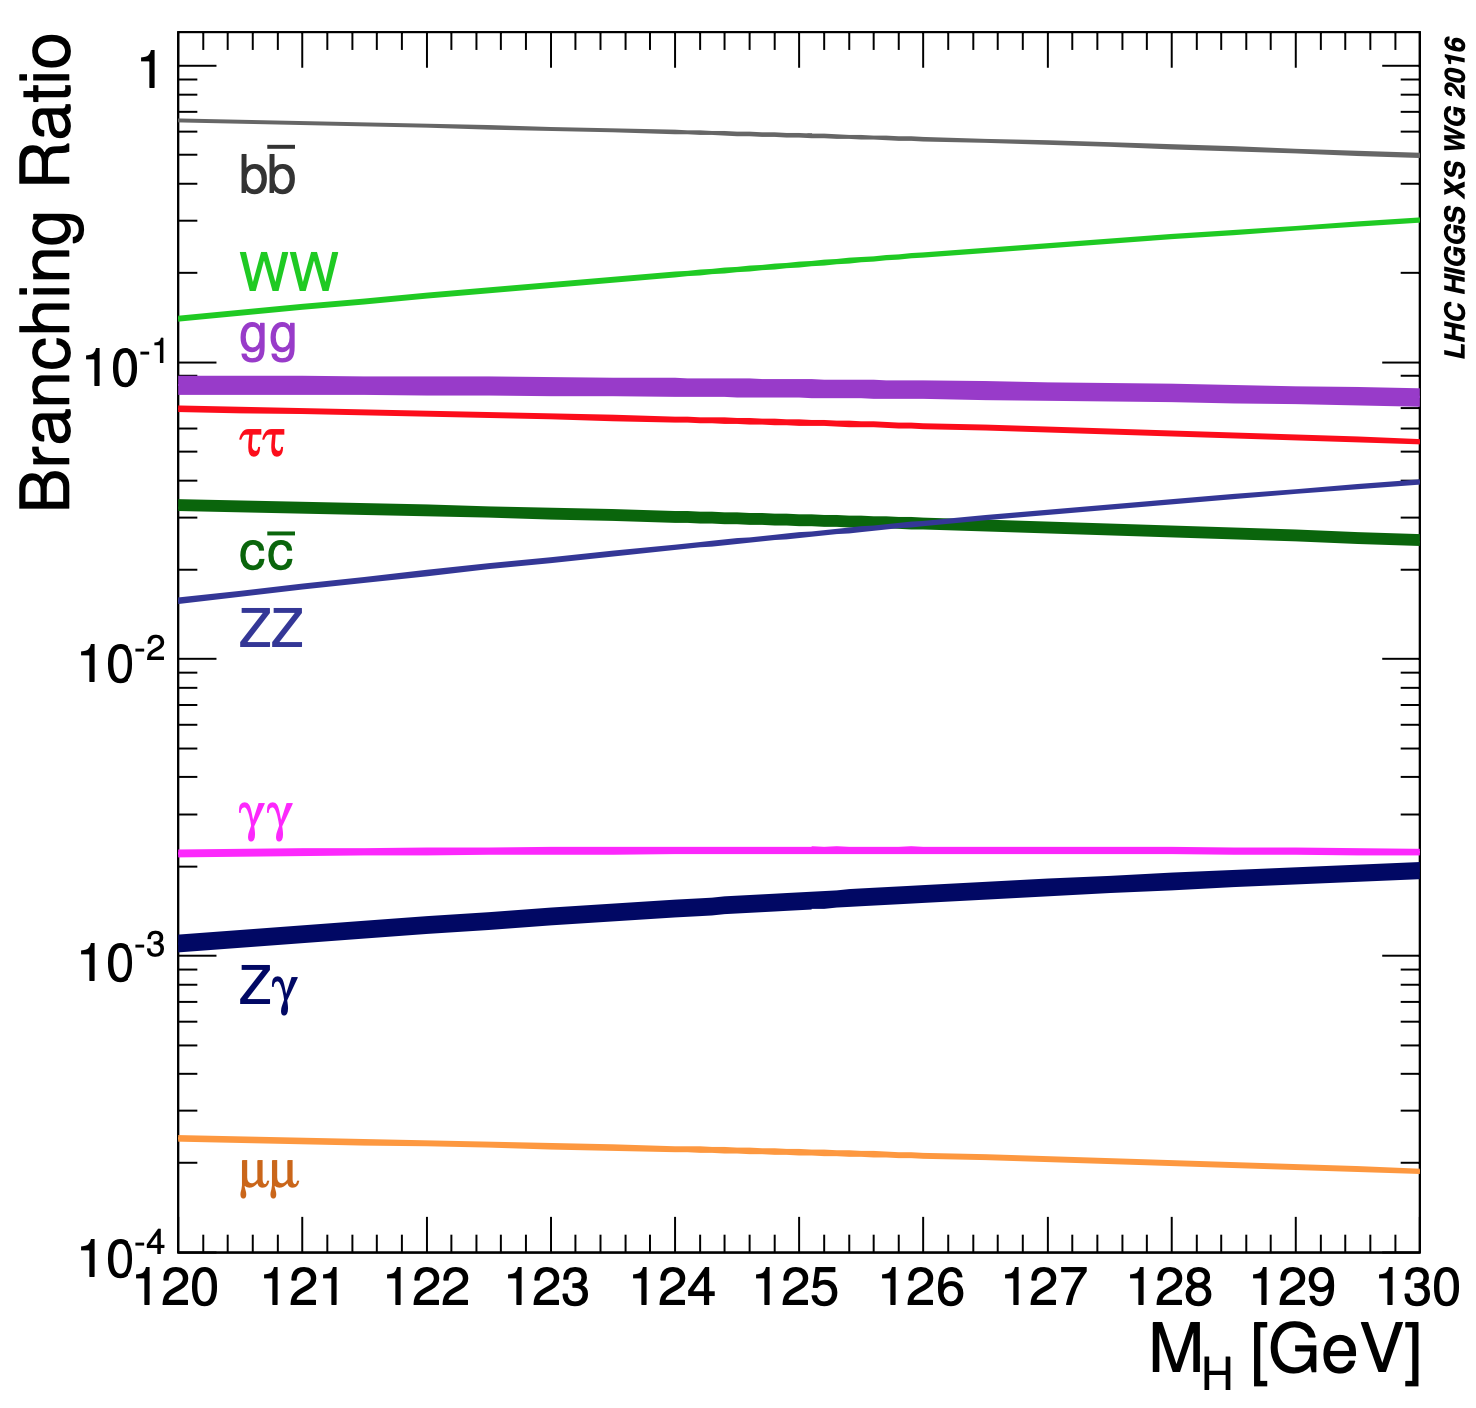 Branching Ratio
1
10⁻¹
10⁻²
10⁻³
10⁻⁴
bb̅
WW
gg
ττ
cc̅
ZZ
γγ
Zγ
μμ
120 121 122 123 124 125 126 127 128 129 130
M_H [GeV]
LHC HIGGS XS WG 2016